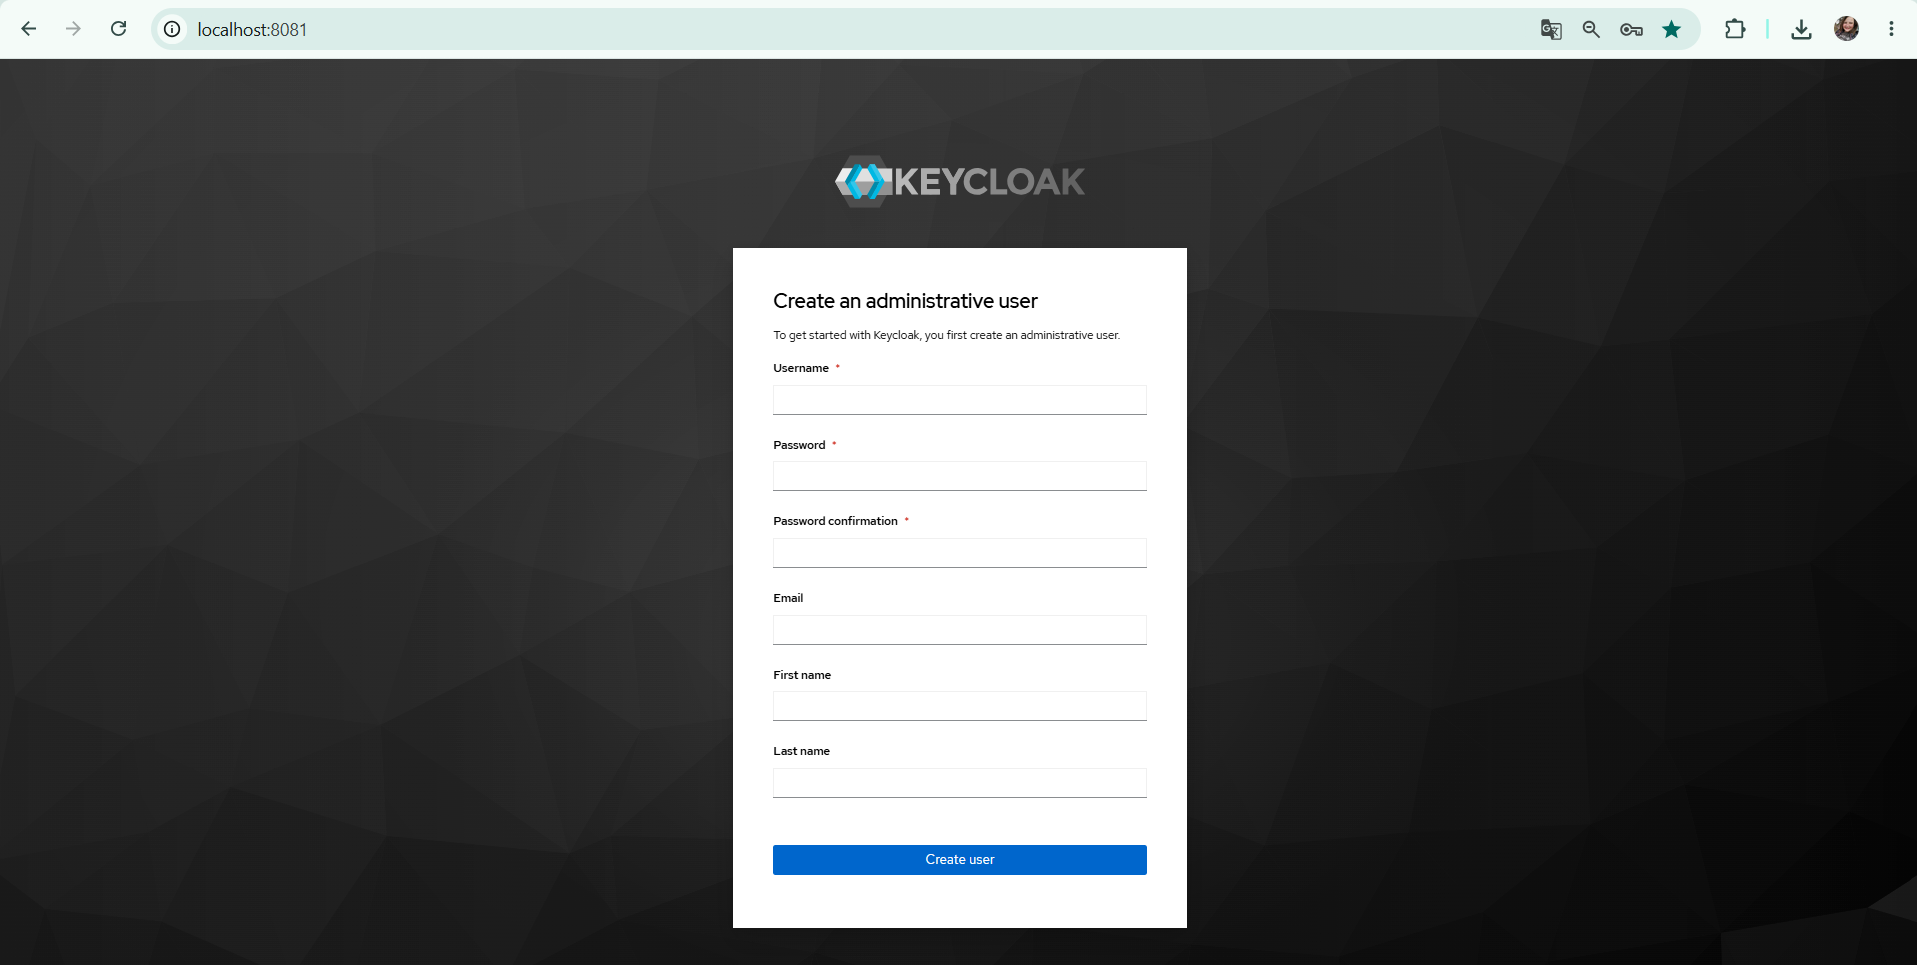 localhost:8081
KEYCLOAK
Create an administrative user
To get started with Keycloak, you first create an administrative user.
Username *
Password *
Password confirmation *
Email
First name
Last name
Create user